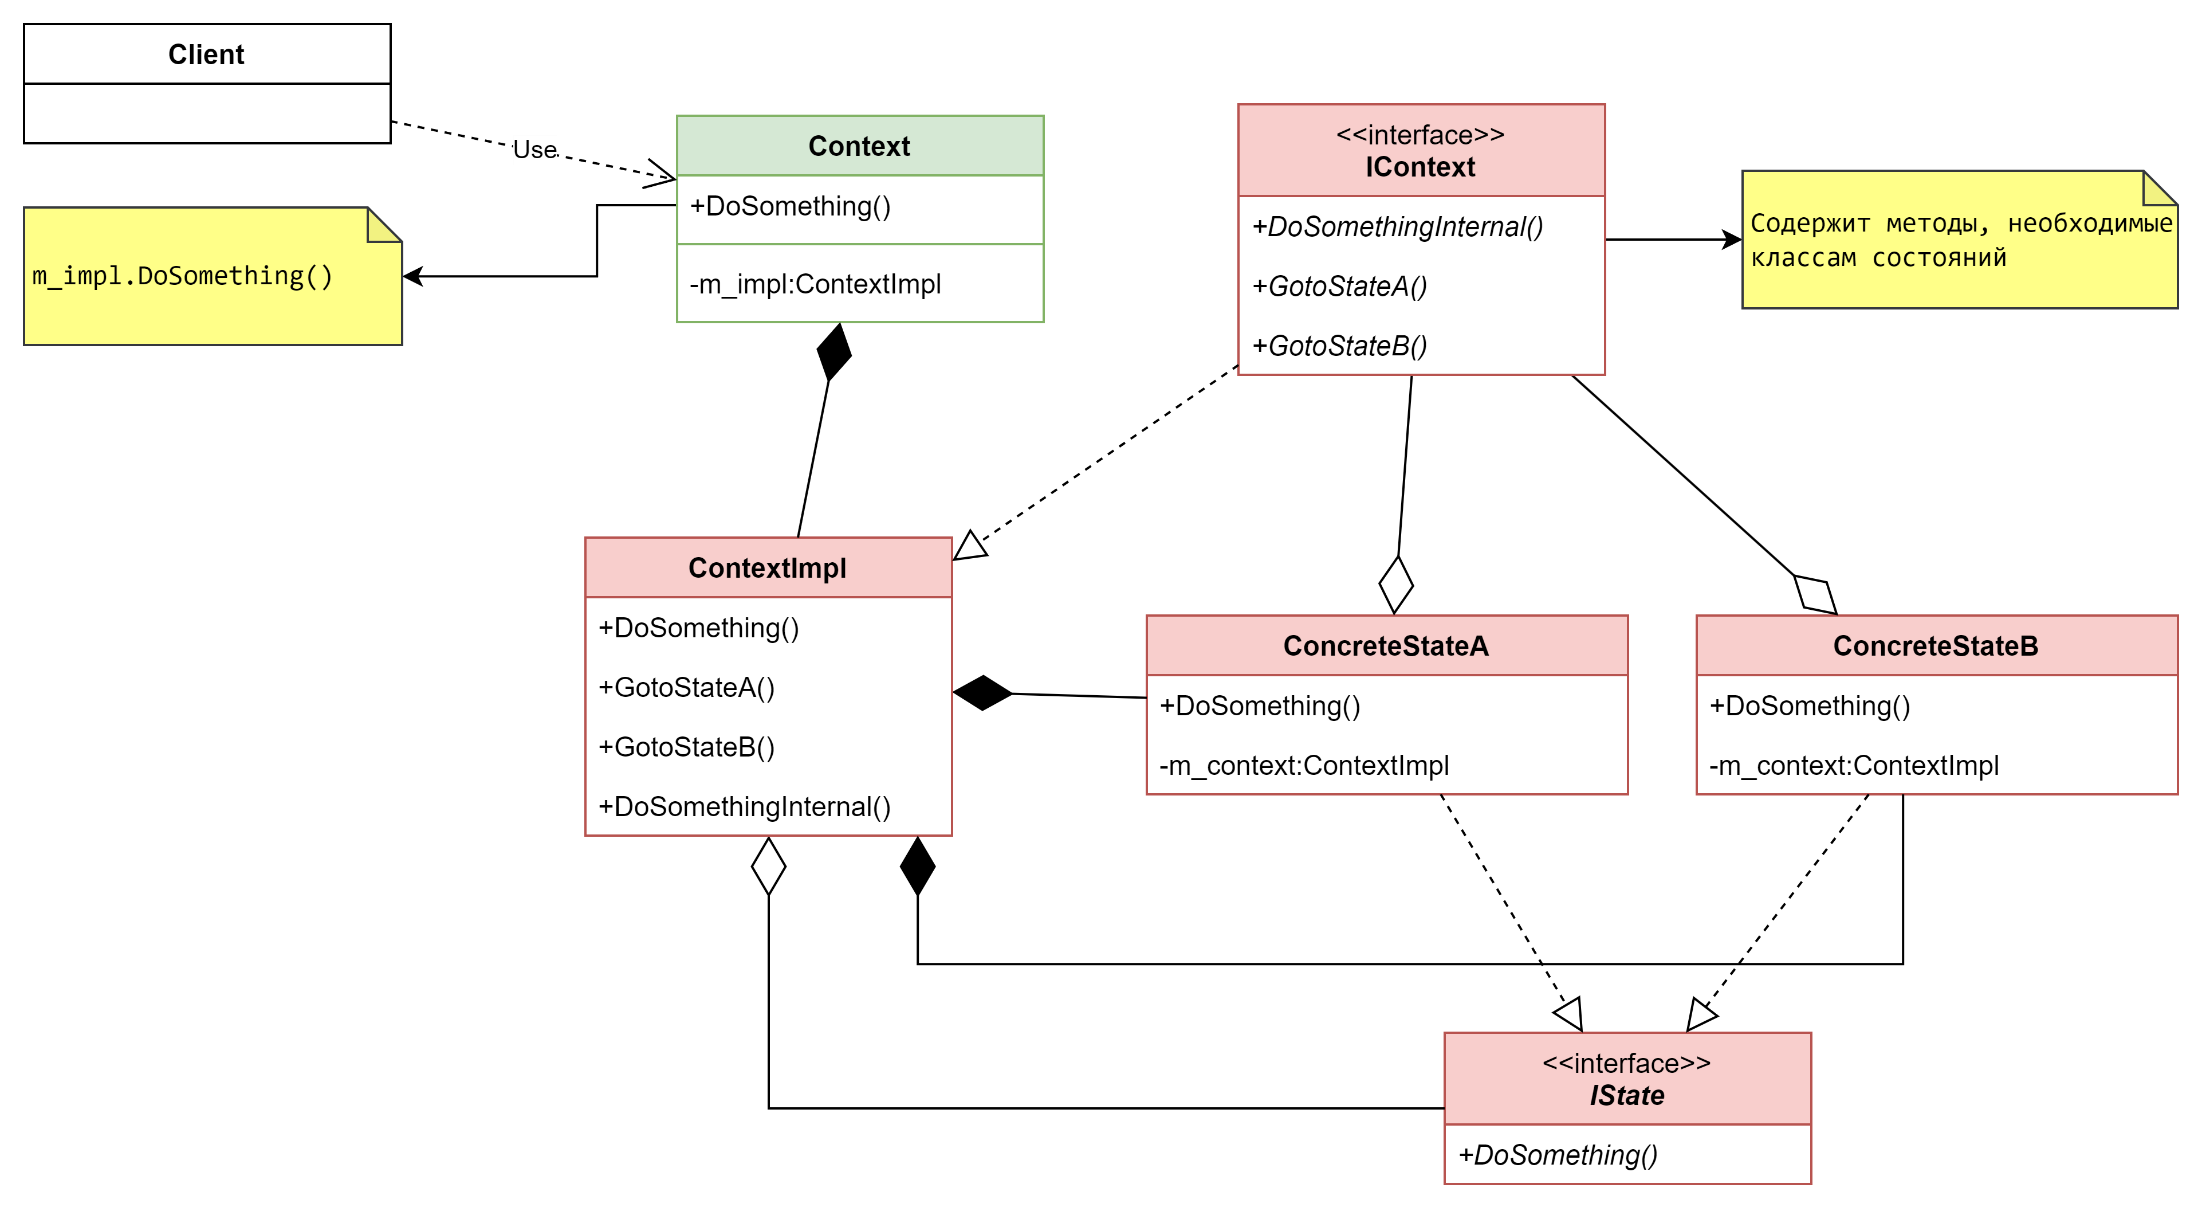 Client
Use
m_impl.DoSomething()
Context
+DoSomething()
-m_impl:ContextImpl
<<interface>>
IContext
+DoSomethingInternal()
+GotoStateA()
+GotoStateB()
Содержит методы, необходимые
классам состояний
ContextImpl
+DoSomething()
+GotoStateA()
+GotoStateB()
+DoSomethingInternal()
ConcreteStateA
+DoSomething()
-m_context:ContextImpl
ConcreteStateB
+DoSomething()
-m_context:ContextImpl
<<interface>>
IState
+DoSomething()